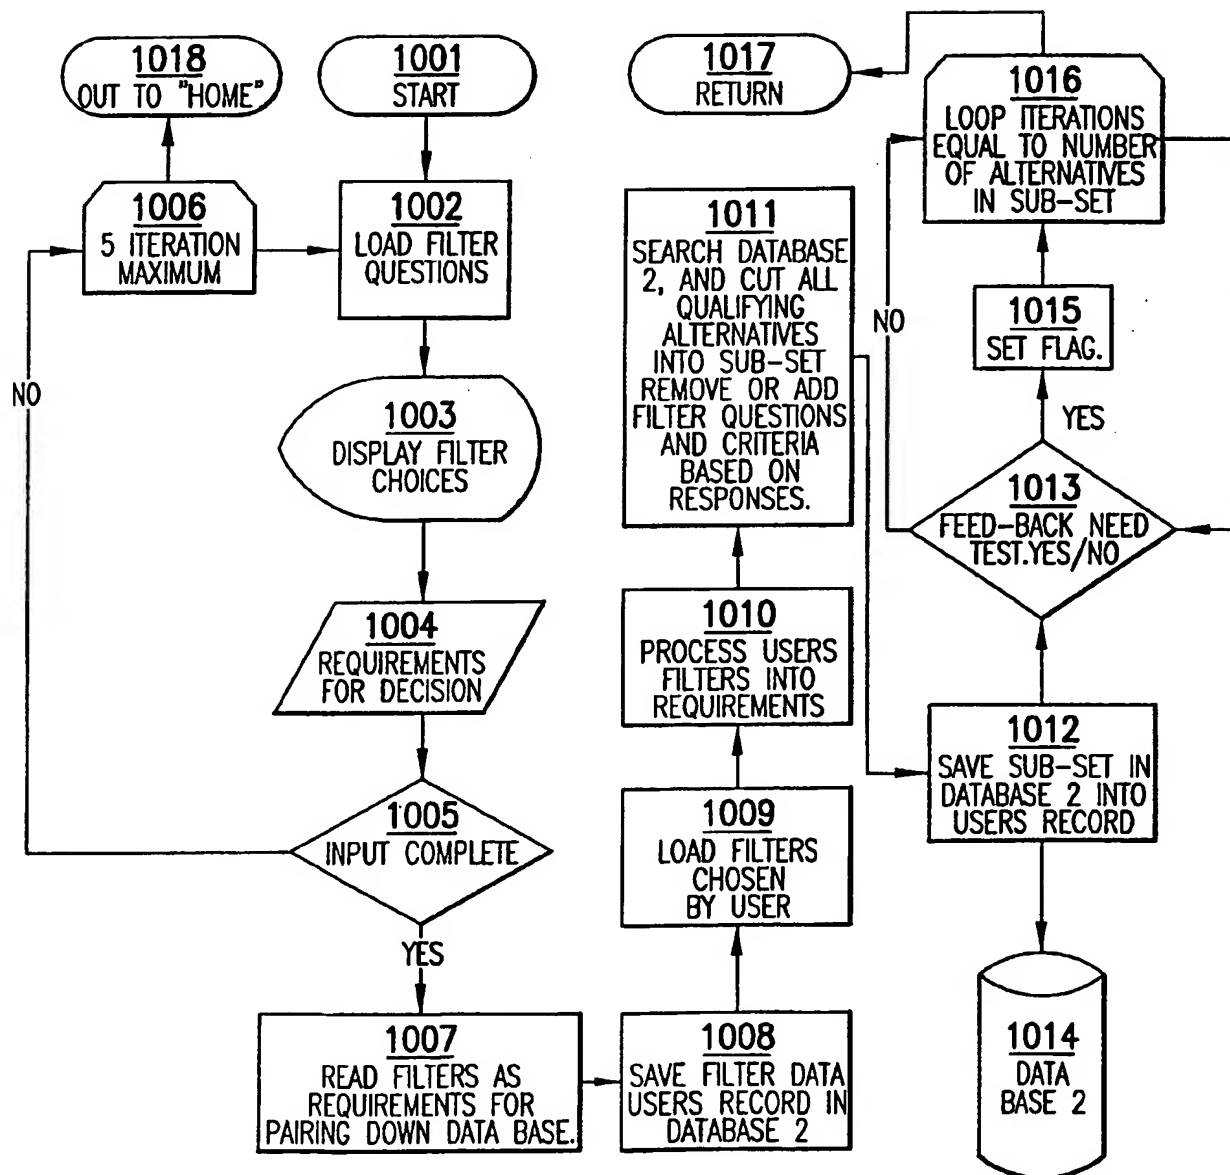 1018
OUT TO "HOME"
1001
START
1006
5 ITERATION
MAXIMUM
1002
LOAD FILTER
QUESTIONS
NO
1003
DISPLAY FILTER
CHOICES
1004
REQUIREMENTS
FOR DECISION
1005
INPUT COMPLETE
YES
1007
READ FILTERS AS
REQUIREMENTS FOR
PAIRING DOWN DATA BASE.
1008
SAVE FILTER DATA
USERS RECORD IN
DATABASE 2
1009
LOAD FILTERS
CHOSEN
BY USER
1010
PROCESS USERS
FILTERS INTO
REQUIREMENTS
1011
SEARCH DATABASE
2, AND CUT ALL
QUALIFYING
ALTERNATIVES
INTO SUB-SET
REMOVE OR ADD
FILTER QUESTIONS
AND CRITERIA
BASED ON
RESPONSES.
1017
RETURN
1016
LOOP ITERATIONS
EQUAL TO NUMBER
OF ALTERNATIVES
IN SUB-SET
NO
1015
SET FLAG.
YES
1013
FEED-BACK NEED
TEST.YES/NO
1012
SAVE SUB-SET IN
DATABASE 2 INTO
USERS RECORD
1014
DATA
BASE 2